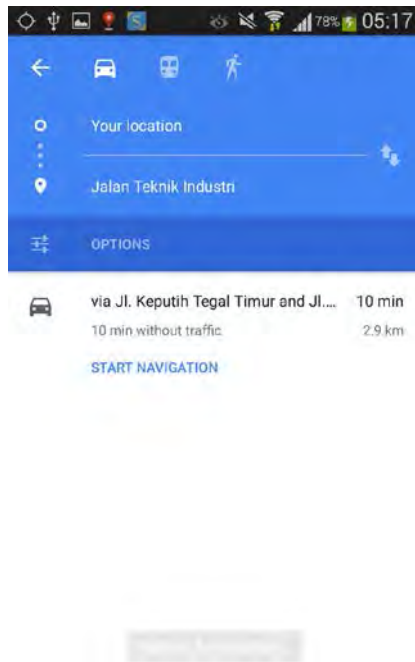 78% 05:17
Your location
Jalan Teknik Industri
OPTIONS
via Jl. Keputih Tegal Timur and Jl.... 10 min
10 min without traffic 2.9 km
START NAVIGATION